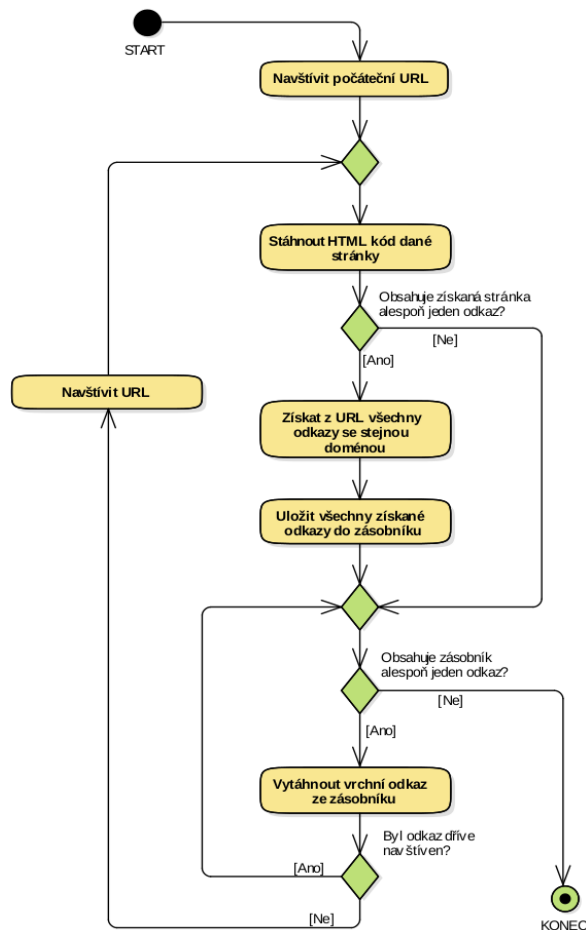 START
Navštívit počáteční URL
Stáhnout HTML kód dané
stránky
Obsahuje získaná stránka
alespoň jeden odkaz?
[Ne]
[Ano]
Navštívit URL
Získat z URL všechny
odkazy se stejnou
doménou
Uložit všechny získané
odkazy do zásobníku
Obsahuje zásobník
alespoň jeden odkaz?
[Ne]
[Ano]
Vytáhnout vrchní odkaz
ze zásobníku
Byl odkaz dříve
navštíven?
[Ano]
[Ne]
KONEC